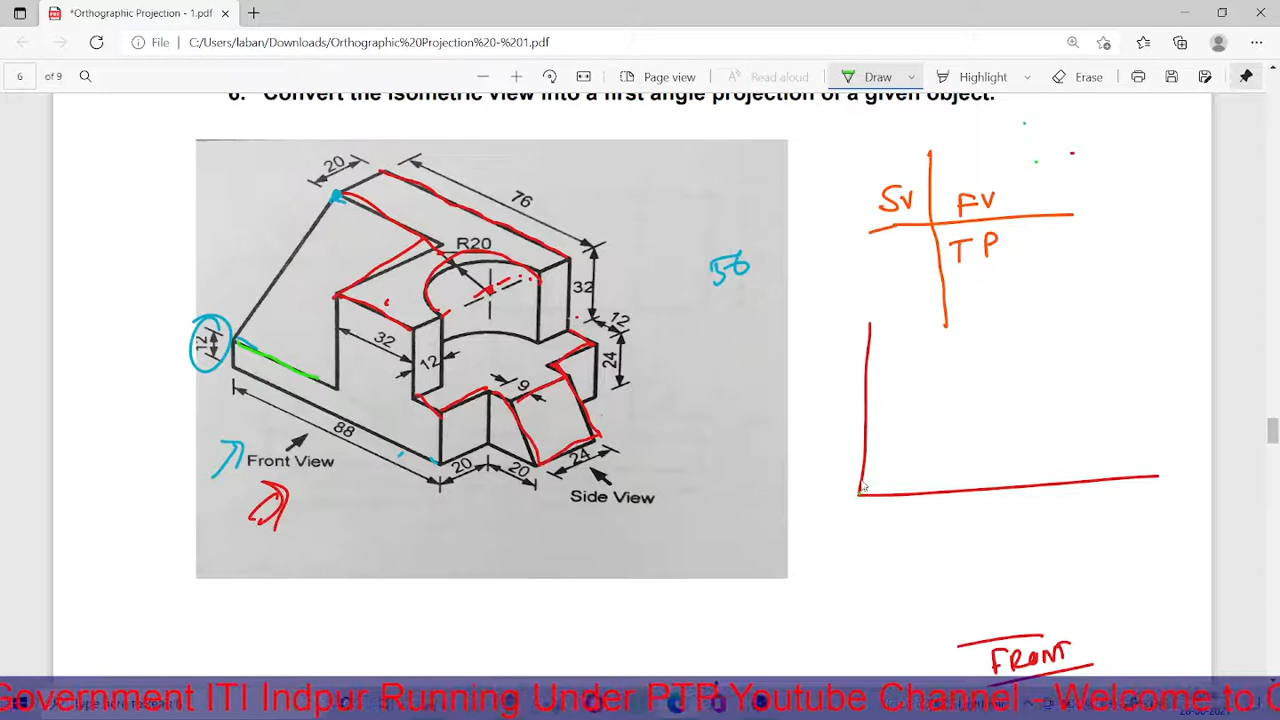 *Orthographic Projection - 1.pdf
File
C:/Users/laban/Downloads/Orthographic%20Projection%20-%201.pdf
6 of 9
Page view
Read aloud
Draw
Highlight
Erase
6. Convert the isometric view into a first angle projection of a given object.
20
76
R20
32
12
32
12
24
12
9
88
20
20
24
Front View
Side View
56
SV
FV
TP
FRONT
Government ITI Indpur Running Under PTP Youtube Channel - Welcome to